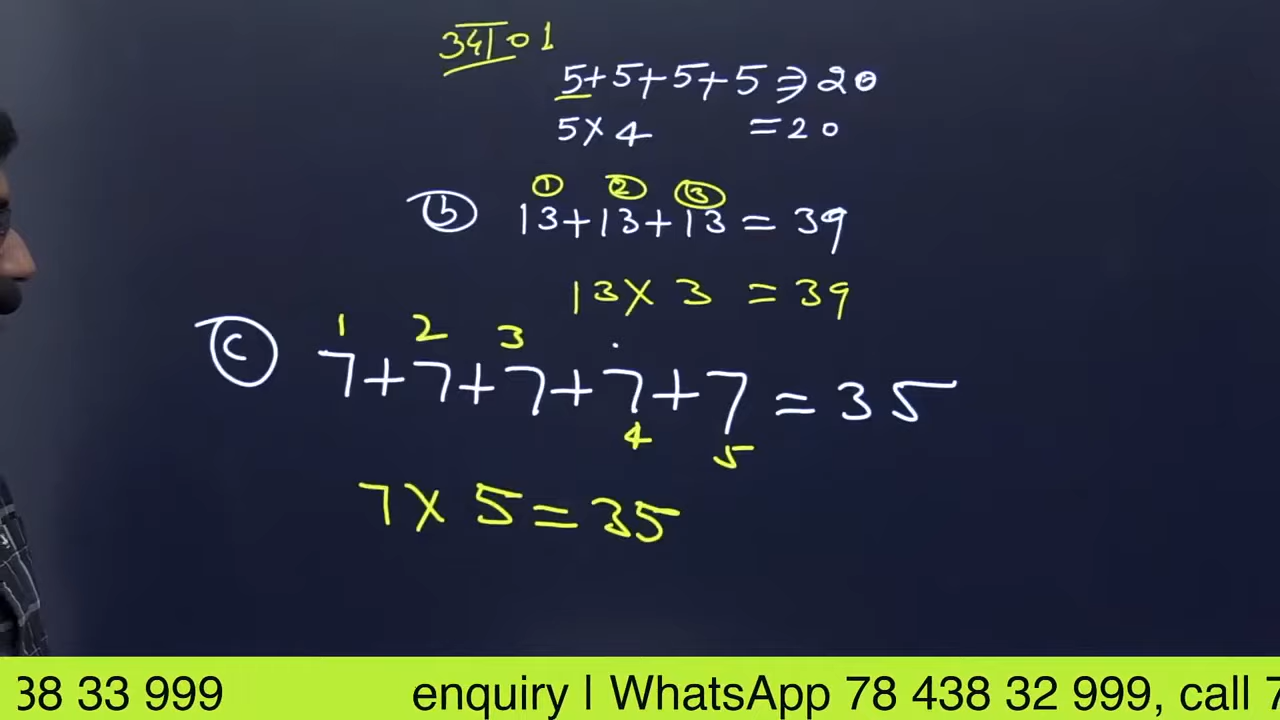 34101
5+5+5+5⇒20
5×4 =20
① ② ③
b 13+13+13=39
13×3=39
1 2 3
c 7+7+7+7+7=35
4 5
7×5=35
38 33 999 enquiry | WhatsApp 78 438 32 999, call 7